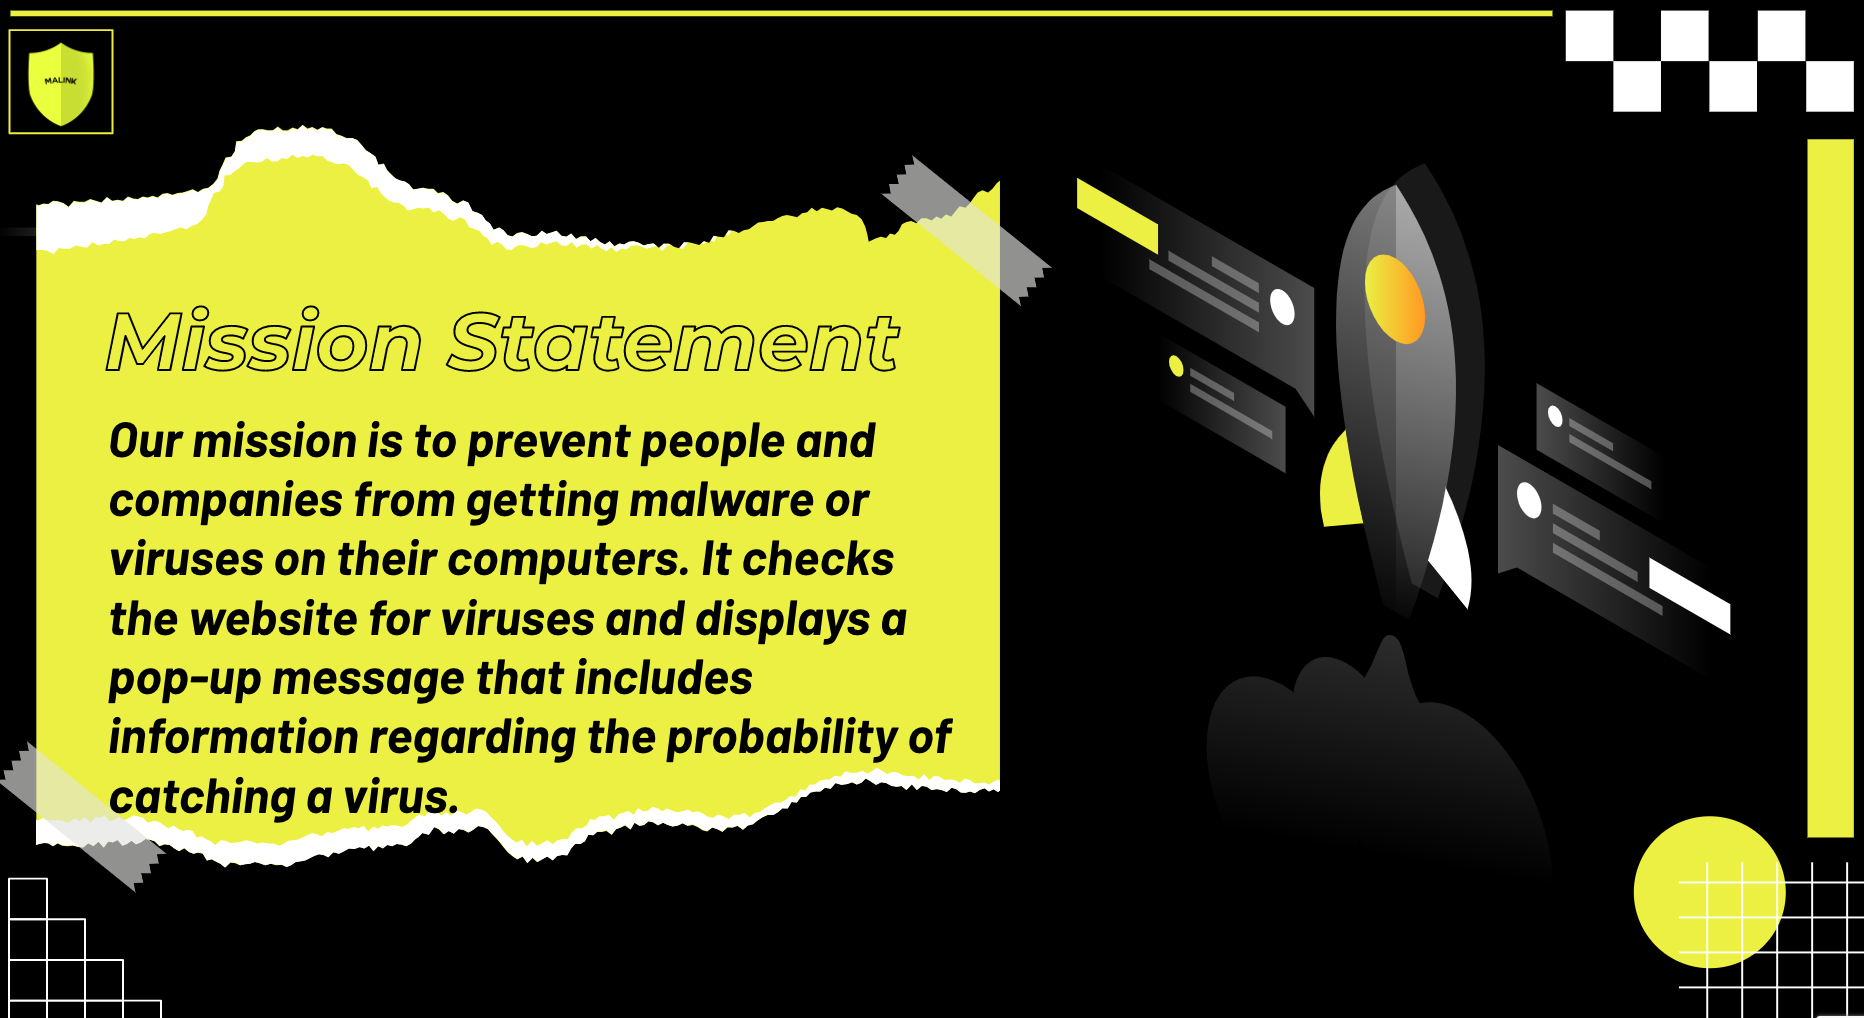 MALINK
Mission Statement
Our mission is to prevent people and
companies from getting malware or
viruses on their computers. It checks
the website for viruses and displays a
pop-up message that includes
information regarding the probability of
catching a virus.